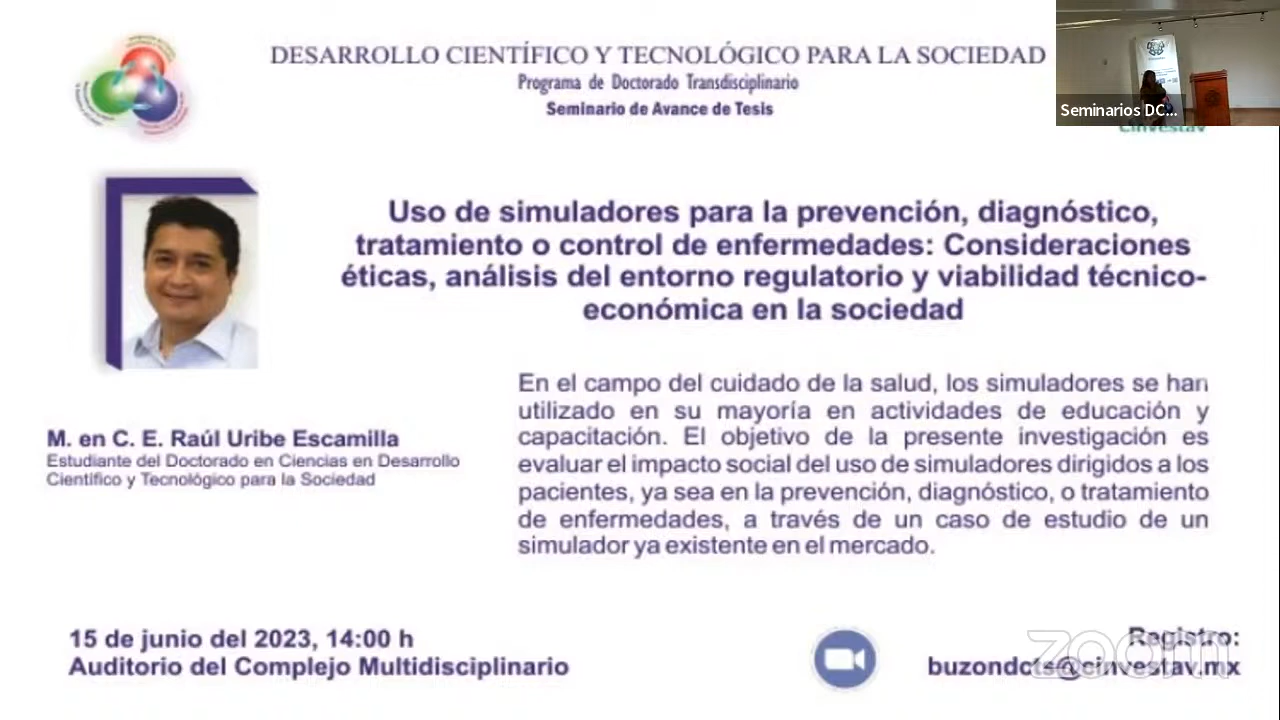 DESARROLLO CIENTÍFICO Y TECNOLÓGICO PARA LA SOCIEDAD
Programa de Doctorado Transdisciplinario
Seminario de Avance de Tesis
Seminarios DC...
Cinvestav
Uso de simuladores para la prevención, diagnóstico,
tratamiento o control de enfermedades: Consideraciones
éticas, análisis del entorno regulatorio y viabilidad técnico-
económica en la sociedad
M. en C. E. Raúl Uribe Escamilla
Estudiante del Doctorado en Ciencias en Desarrollo
Científico y Tecnológico para la Sociedad
En el campo del cuidado de la salud, los simuladores se han
utilizado en su mayoría en actividades de educación y
capacitación. El objetivo de la presente investigación es
evaluar el impacto social del uso de simuladores dirigidos a los
pacientes, ya sea en la prevención, diagnóstico, o tratamiento
de enfermedades, a través de un caso de estudio de un
simulador ya existente en el mercado.
15 de junio del 2023, 14:00 h
Auditorio del Complejo Multidisciplinario
Registro:
buzondcts@cinvestav.mx
zoom